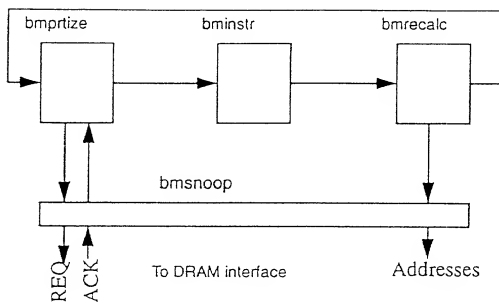 bmprtize
bminstr
bmrecalc
bmsnoop
REQ
ACK
To DRAM interface
Addresses